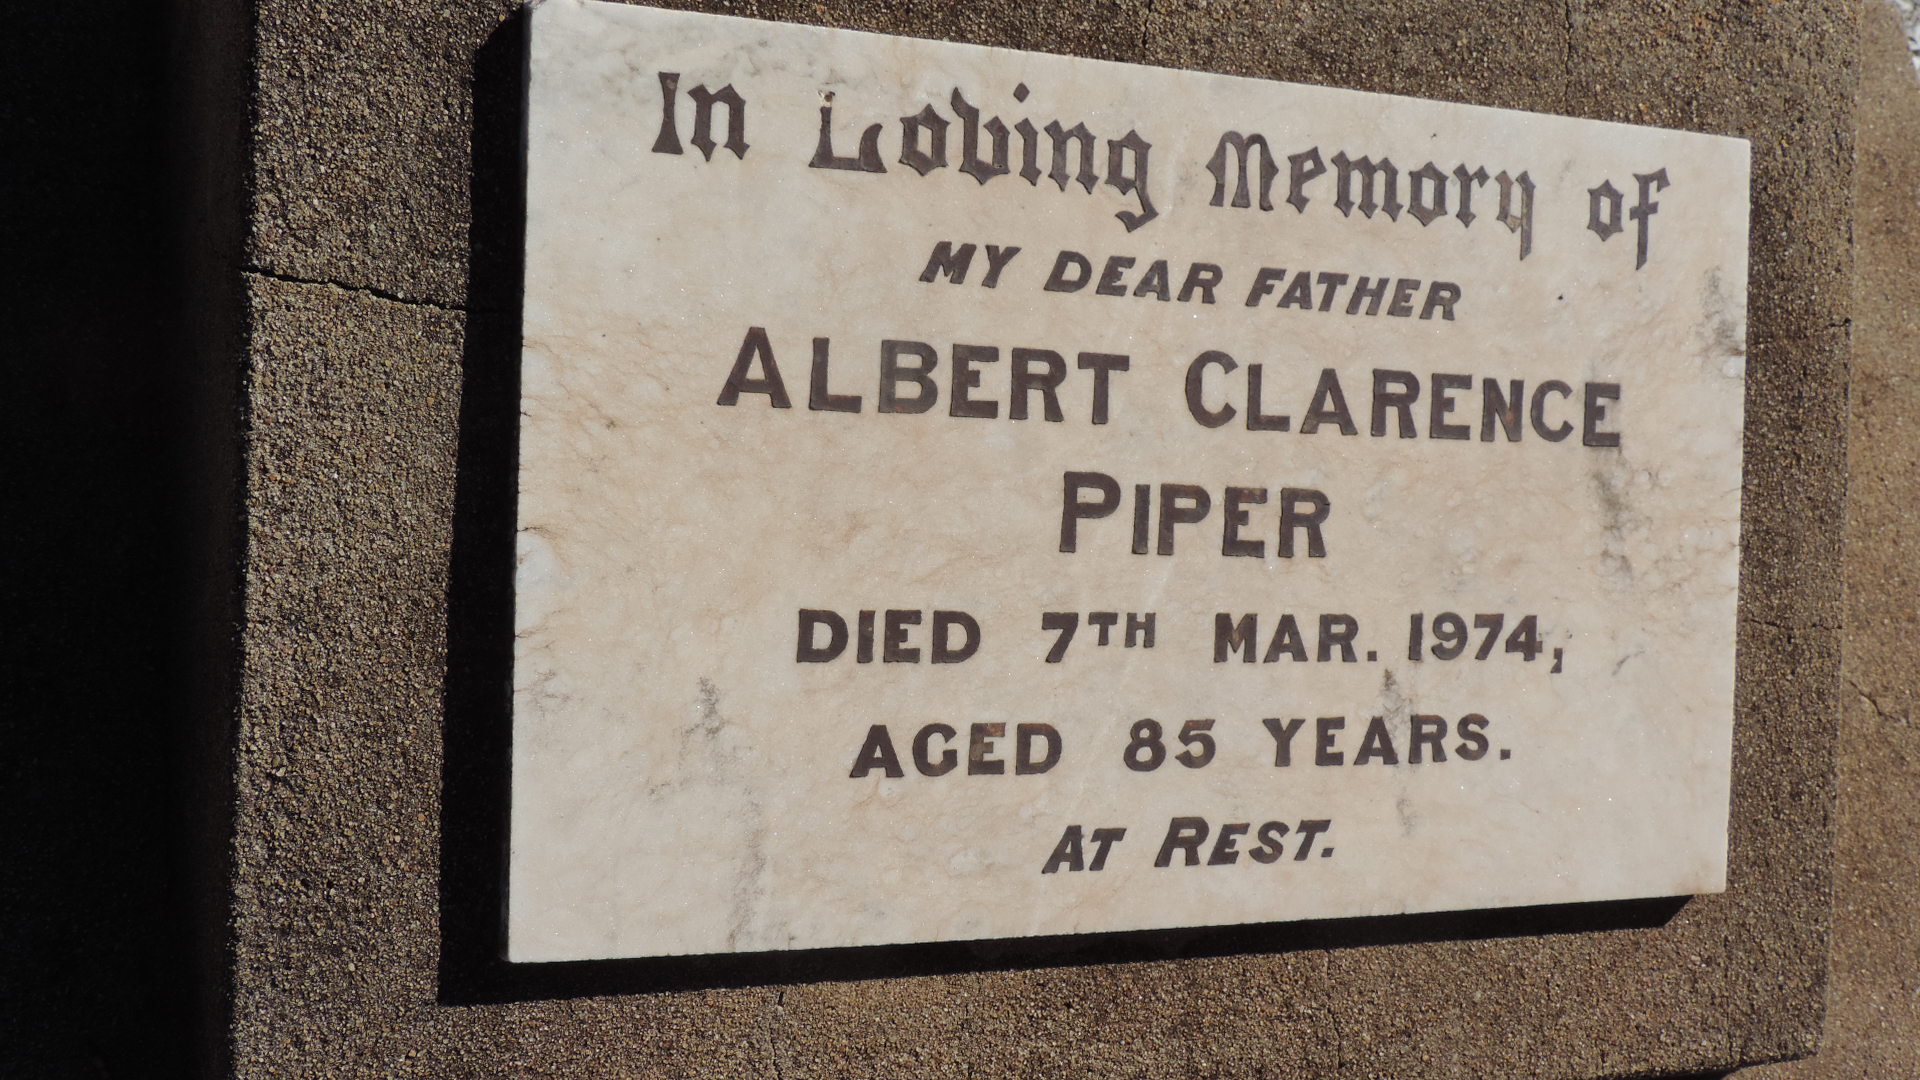 In Loving Memory of
MY DEAR FATHER
ALBERT CLARENCE
PIPER
DIED 7TH MAR. 1974,
AGED 85 YEARS.
AT REST.